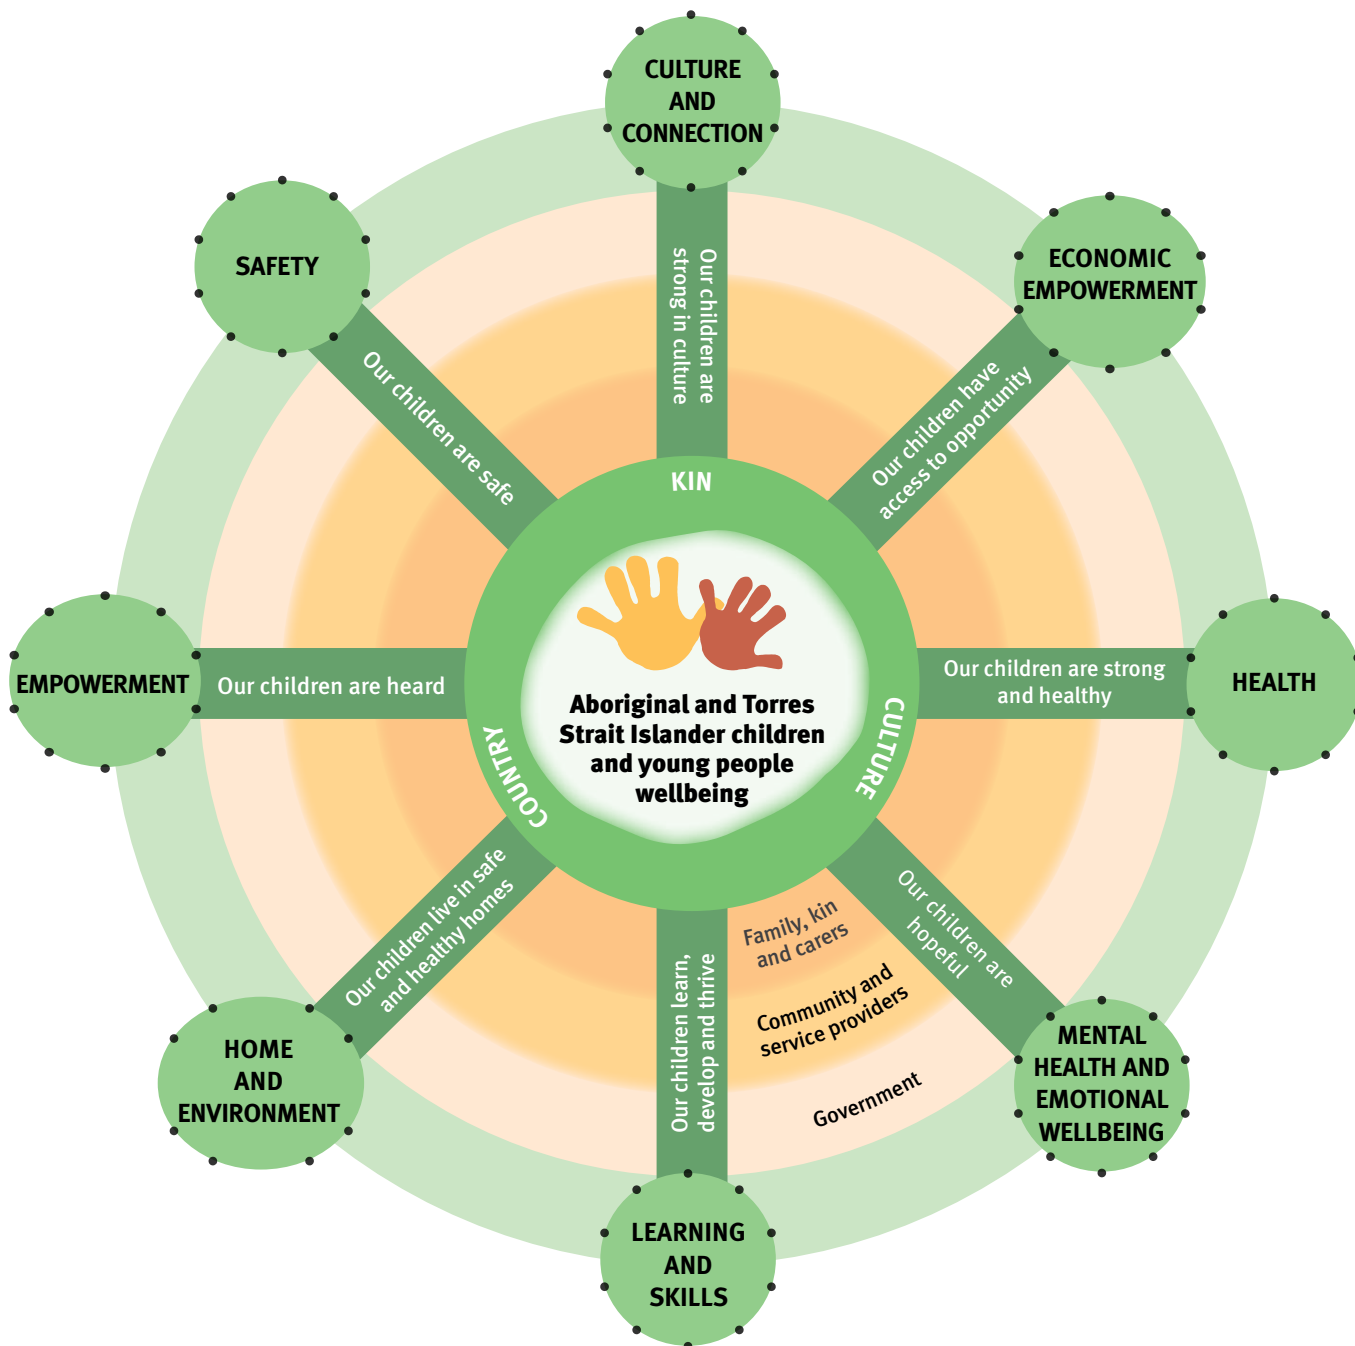 CULTURE
AND
CONNECTION
Our children are
strong in culture
ECONOMIC
EMPOWERMENT
Our children have
access to opportunity
HEALTH
Our children are strong
and healthy
MENTAL
HEALTH AND
EMOTIONAL
WELLBEING
Our children are
hopeful
LEARNING
AND
SKILLS
Our children learn,
develop and thrive
HOME
AND
ENVIRONMENT
Our children live in safe
and healthy homes
EMPOWERMENT
Our children are heard
SAFETY
Our children are safe
KIN
CULTURE
COUNTRY
Aboriginal and Torres
Strait Islander children
and young people
wellbeing
Family, kin
and carers
Community and
service providers
Government